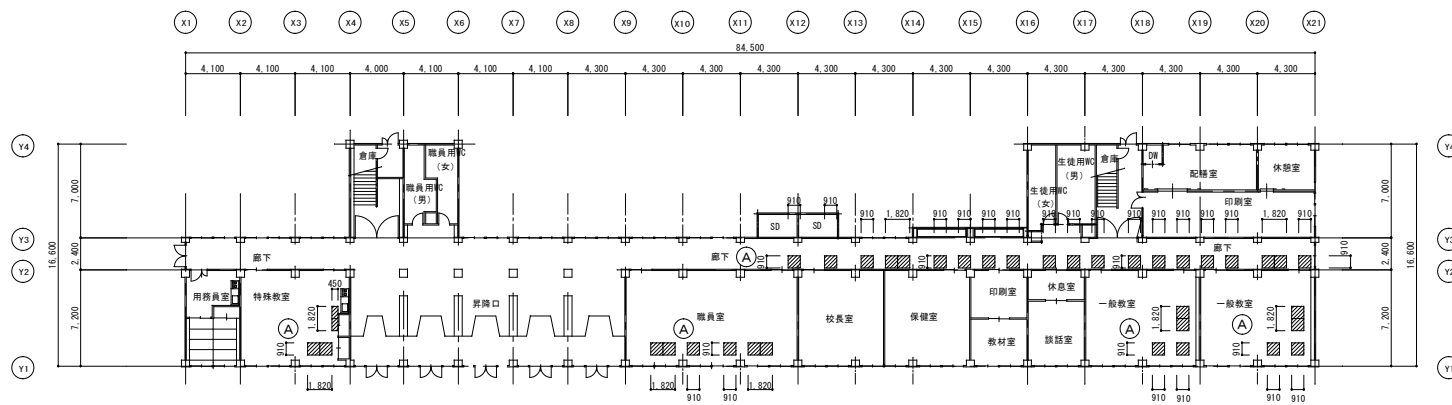 X1 X2 X3 X4 X5 X6 X7 X8 X9 X10 X11 X12 X13 X14 X15 X16 X17 X18 X19 X20 X21
84,500
4,100 4,100 4,100 4,000 4,100 4,100 4,100 4,100 4,300 4,300 4,300 4,300 4,300 4,300 4,300 4,300 4,300 4,300 4,300 4,300
Y4 Y4
倉庫 職員用WC (女) 生徒用WC (男) 倉庫 DW 配膳室 休憩室
職員用WC (男) 生徒用WC (女) 印刷室
7,000 7,000
910 910 910 1,820 910 910 910 910 910 910 910 910 910 910 910 910 1,820 910
SD SD
Y3 Y3
16,600 2,400 廊下 廊下 A 910 910 910 廊下 910 2,400 16,600
Y2 Y2
用務員室 特殊教室 450 昇降口 職員室 校長室 保健室 印刷室 休息室 一般教室 一般教室
7,200 1,820 1,820 1,820 7,200
A A A A
910 910 910 教材室 談話室 910 910
Y1 Y1
1,820 1,820 910 910 1,820 910 910 910 910